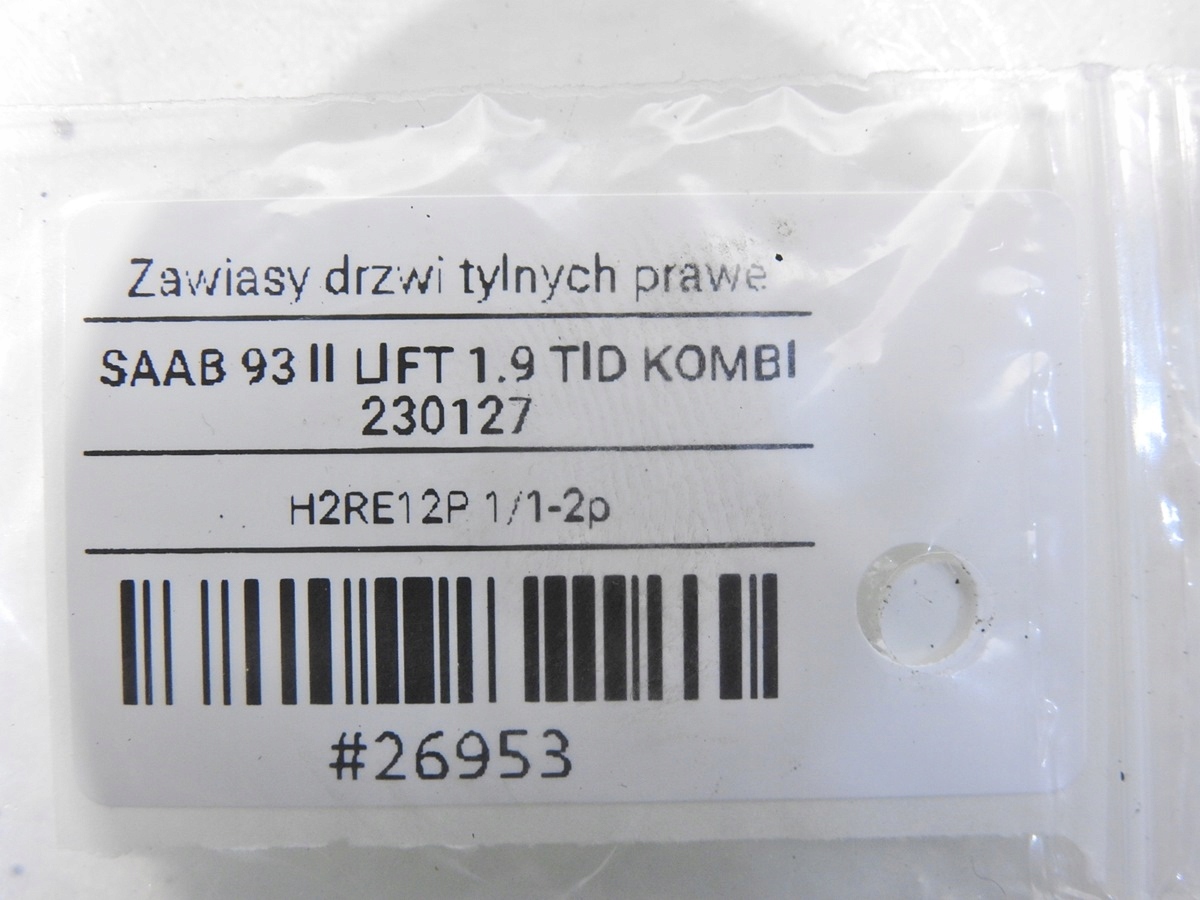 Zawiasy drzwi tylnych prawe
SAAB 93 II LIFT 1.9 TID KOMBI
230127
H2RE12P 1/1-2p
#26953